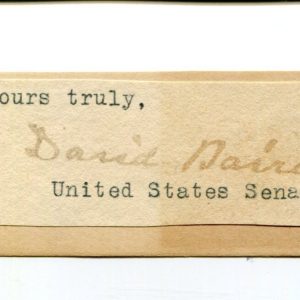 ours truly,
David Baird
United States Sena